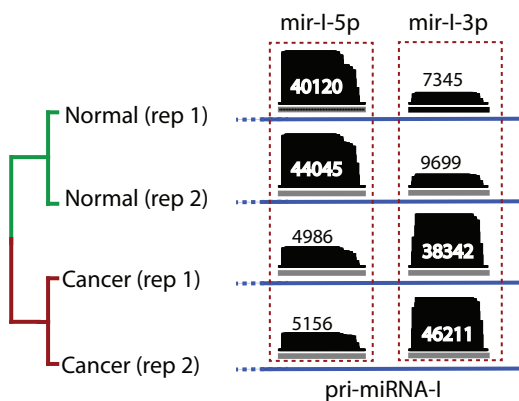 mir-I-5p mir-I-3p
40120 7345
Normal (rep 1)
44045 9699
Normal (rep 2)
4986 38342
Cancer (rep 1)
5156 46211
Cancer (rep 2)
pri-miRNA-I